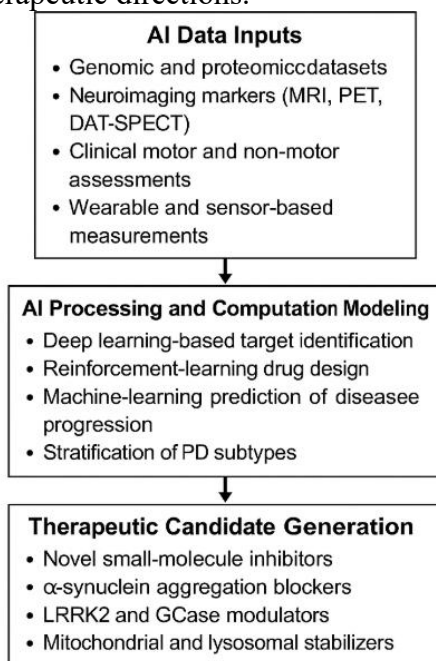 erapeutic directions.
AI Data Inputs
• Genomic and proteomiccdatasets
• Neuroimaging markers (MRI, PET,
DAT-SPECT)
• Clinical motor and non-motor
assessments
• Wearable and sensor-based
measurements
AI Processing and Computation Modeling
• Deep learning-based target identification
• Reinforcement-learning drug design
• Machine-learning prediction of diseasee
progression
• Stratification of PD subtypes
Therapeutic Candidate Generation
• Novel small-molecule inhibitors
• α-synuclein aggregation blockers
• LRRK2 and GCase modulators
• Mitochondrial and lysosomal stabilizers